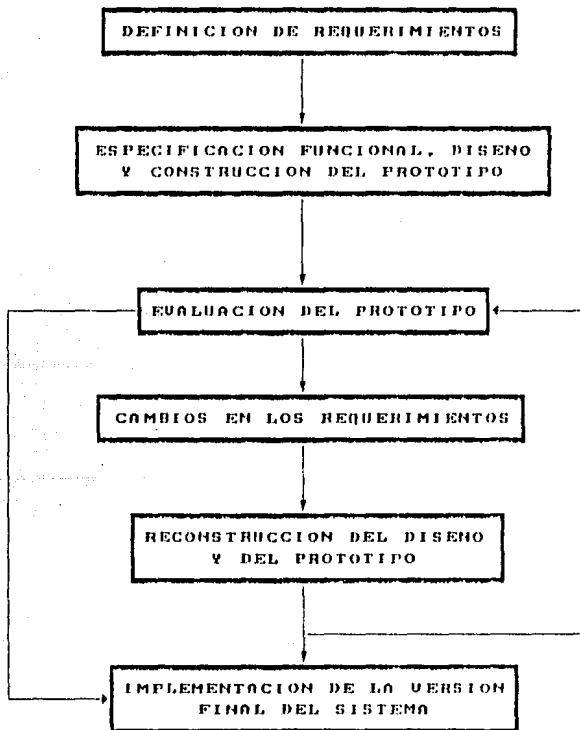 DEFINICION DE REQUERIMIENTOS
ESPECIFICACION FUNCIONAL, DISENO
Y CONSTRUCCION DEL PROTOTIPO
EVALUACION DEL PROTOTIPO
CAMBIOS EN LOS REQUERIMIENTOS
RECONSTRUCCION DEL DISENO
Y DEL PROTOTIPO
IMPLEMENTACION DE LA VERSION
FINAL DEL SISTEMA